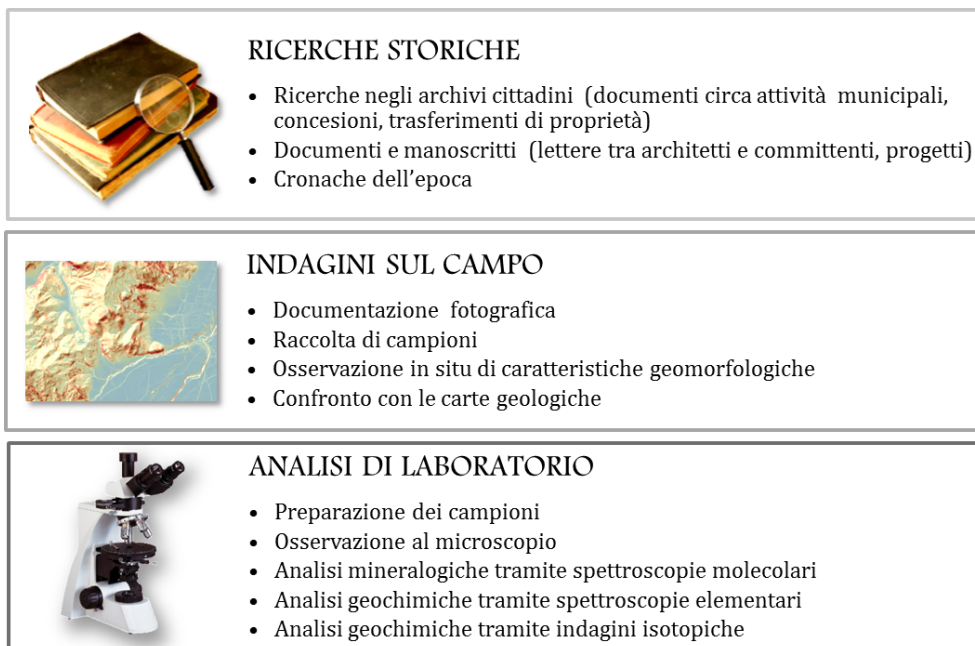 RICERCHE STORICHE
• Ricerche negli archivi cittadini (documenti circa attività municipali,
concesioni, trasferimenti di proprietà)
• Documenti e manoscritti (lettere tra architetti e committenti, progetti)
• Cronache dell'epoca
INDAGINI SUL CAMPO
• Documentazione fotografica
• Raccolta di campioni
• Osservazione in situ di caratteristiche geomorfologiche
• Confronto con le carte geologiche
ANALISI DI LABORATORIO
• Preparazione dei campioni
• Osservazione al microscopio
• Analisi mineralogiche tramite spettroscopie molecolari
• Analisi geochimiche tramite spettroscopie elementari
• Analisi geochimiche tramite indagini isotopiche